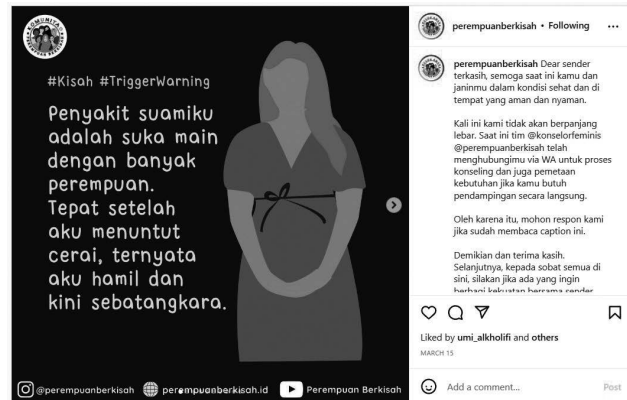 #Kisah #TriggerWarning
Penyakit suamiku
adalah suka main
dengan banyak
perempuan.
Tepat setelah
aku menuntut
cerai, ternyata
aku hamil dan
kini sebatangkara.
@perempuanberkisah
perempuanberkisah.id
Perempuan Berkisah
perempuanberkisah • Following
perempuanberkisah Dear sender
terkasih, semoga saat ini kamu dan
janinmu dalam kondisi sehat dan di
tempat yang aman dan nyaman.
Kali ini kami tidak akan berpanjang
lebar. Saat ini tim @konselorfeminis
@perempuanberkisah telah
menghubungimu via WA untuk proses
konseling dan juga pemetaan
kebutuhan jika kamu butuh
pendampingan secara langsung.
Oleh karena itu, mohon respon kami
jika sudah membaca caption ini.
Demikian dan terima kasih.
Selanjutnya, kepada sobat semua di
sini, silakan jika ada yang ingin
berbagi kekuatan bersama sender
Liked by umi_alkholifi and others
MARCH 15
Add a comment...
Post